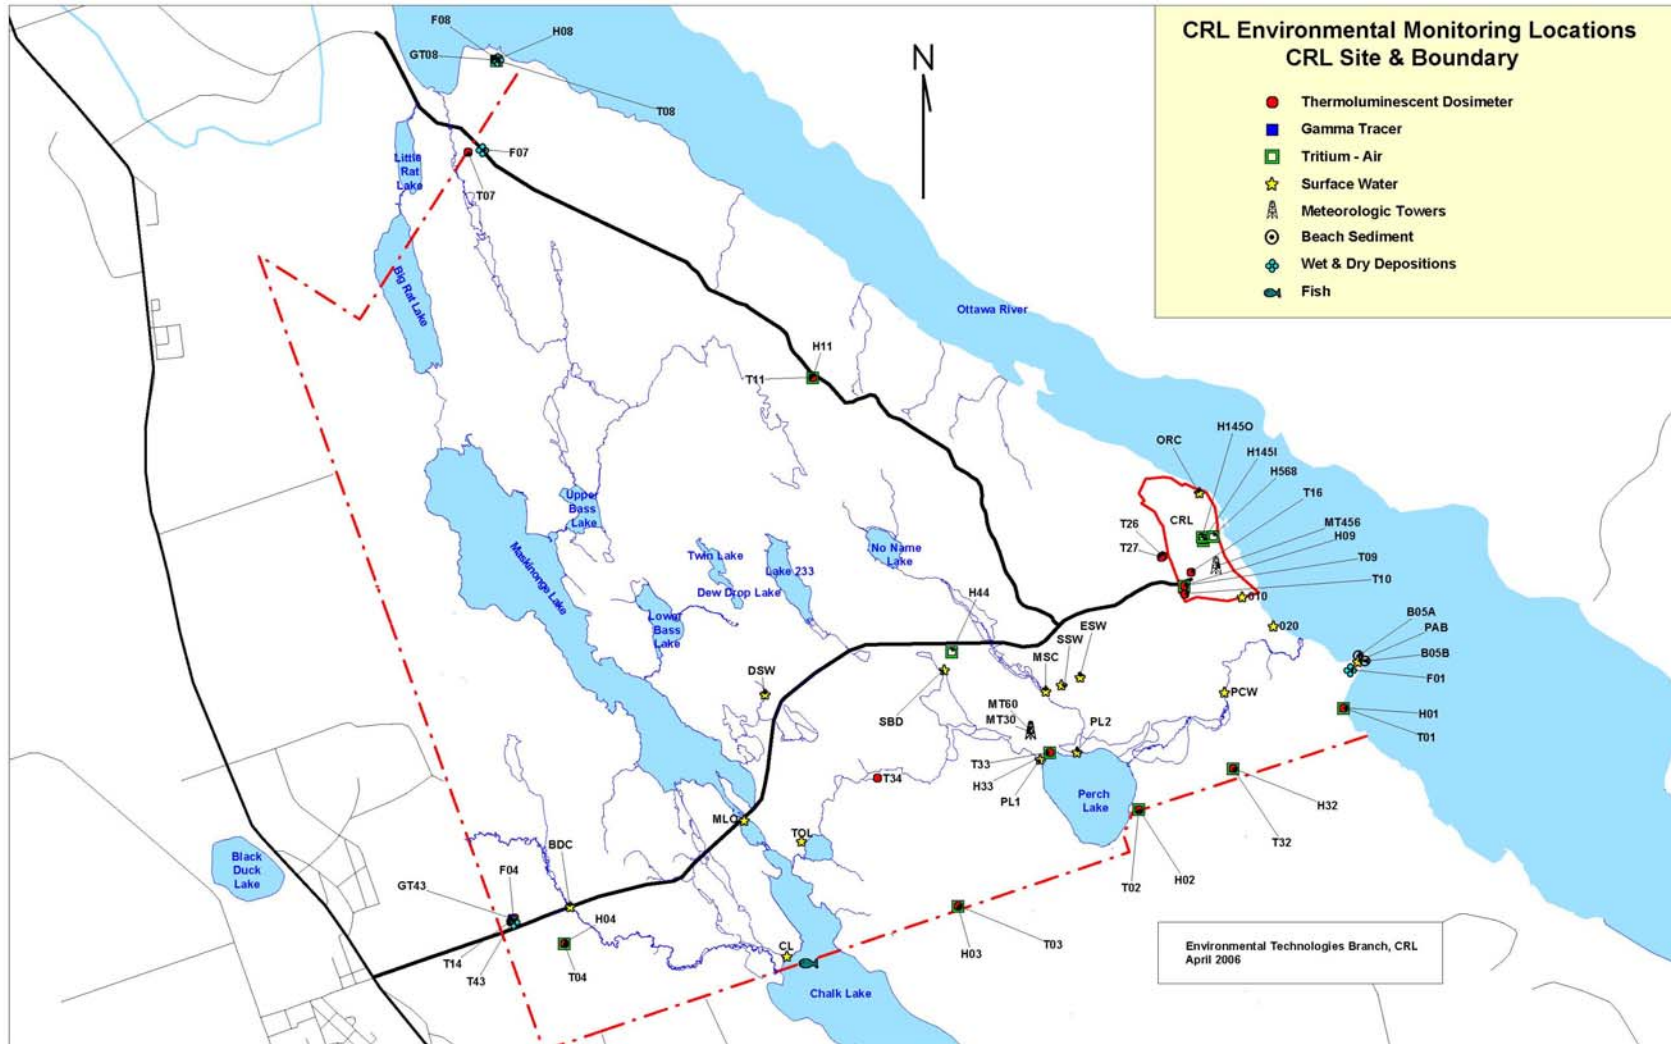 CRL Environmental Monitoring Locations
CRL Site & Boundary
Thermoluminescent Dosimeter
Gamma Tracer
Tritium - Air
Surface Water
Meteorologic Towers
Beach Sediment
Wet & Dry Depositions
Fish
N
F08
H08
GT08
T08
F07
T07
Little
Rat
Lake
Big Rat Lake
Ottawa River
H11
T11
ORC
H145O
H145I
H568
T16
MT456
H09
T09
T10
CRL
T26
T27
010
020
B05A
PAB
B05B
F01
H01
T01
Upper
Bass
Lake
Maskinonge Lake
Twin Lake
Dew Drop Lake
Lake 233
No Name
Lake
Lower
Bass
Lake
H44
DSW
SBD
MSC
SSW
ESW
PCW
MT60
MT30
PL2
T33
H33
PL1
T34
Perch
Lake
H32
T32
T02
H02
MLO
TOL
BDC
Black
Duck
Lake
F04
GT43
H04
T14
T43
T04
CL
H03
T03
Chalk Lake
Environmental Technologies Branch, CRL
April 2006